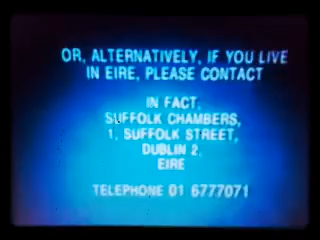 OR, ALTERNATIVELY, IF YOU LIVE
IN EIRE, PLEASE CONTACT
IN FACT,
SUFFOLK CHAMBERS,
1, SUFFOLK STREET,
DUBLIN 2,
EIRE
TELEPHONE 01 6777071